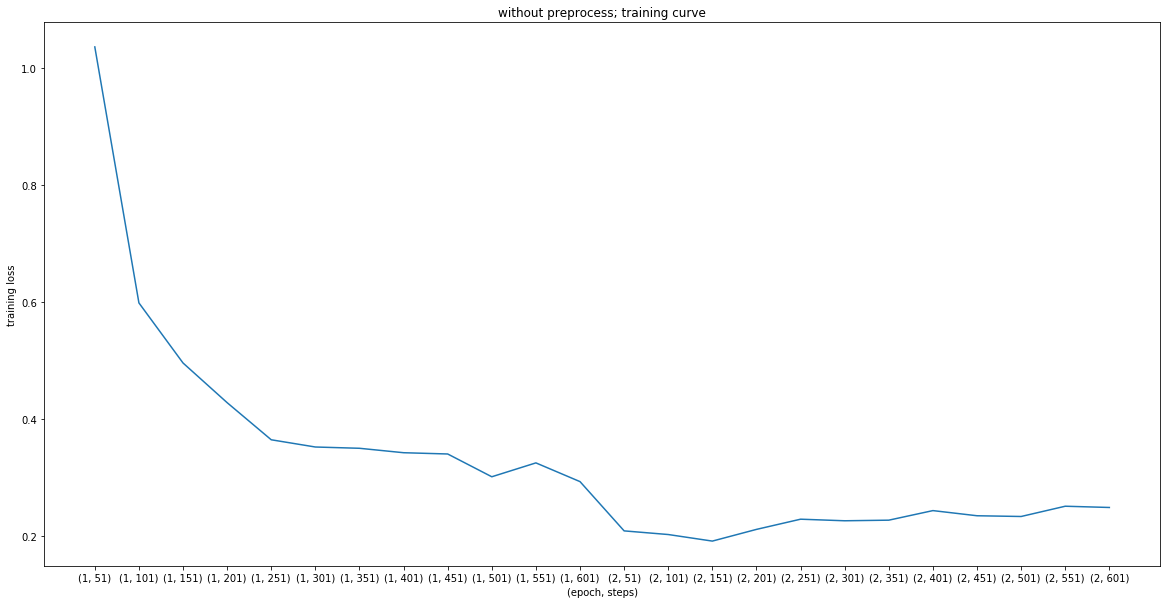 without preprocess; training curve
training loss
1.0
0.8
0.6
0.4
0.2
(1, 51) (1, 101) (1, 151) (1, 201) (1, 251) (1, 301) (1, 351) (1, 401) (1, 451) (1, 501) (1, 551) (1, 601) (2, 51) (2, 101) (2, 151) (2, 201) (2, 251) (2, 301) (2, 351) (2, 401) (2, 451) (2, 501) (2, 551) (2, 601)
(epoch, steps)